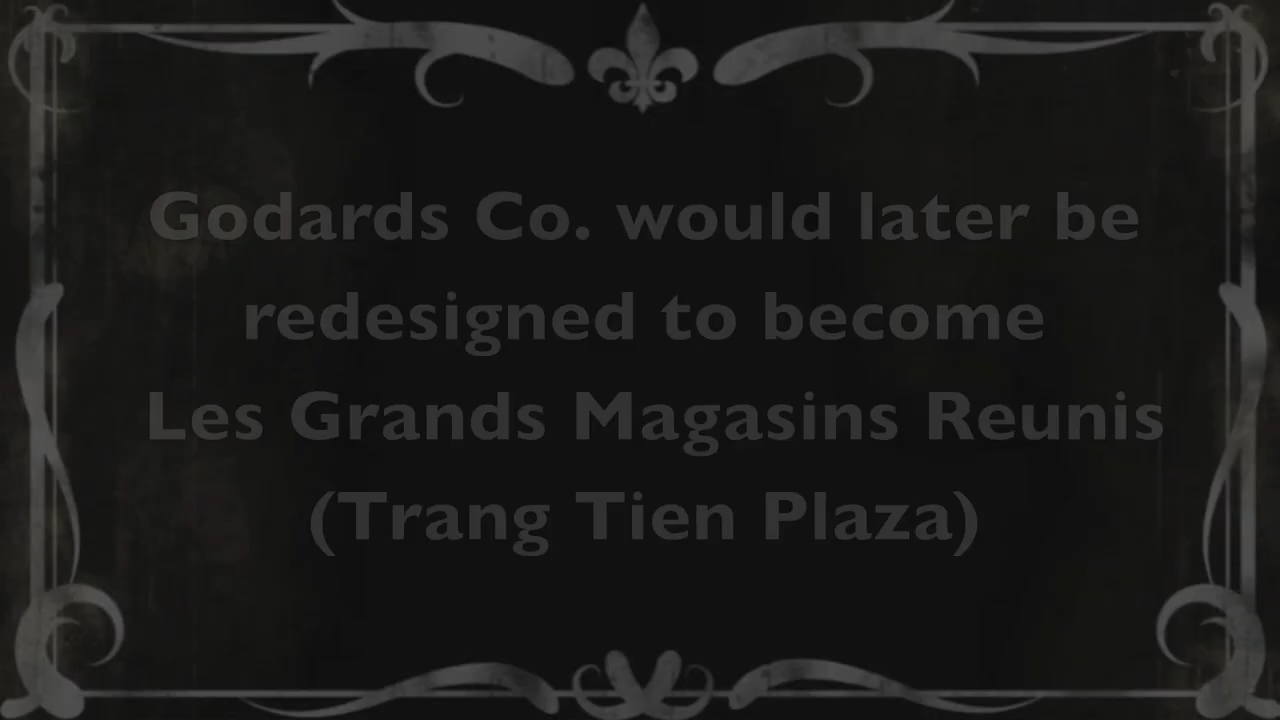 Godards Co. would later be
redesigned to become
Les Grands Magasins Reunis
(Trang Tien Plaza)